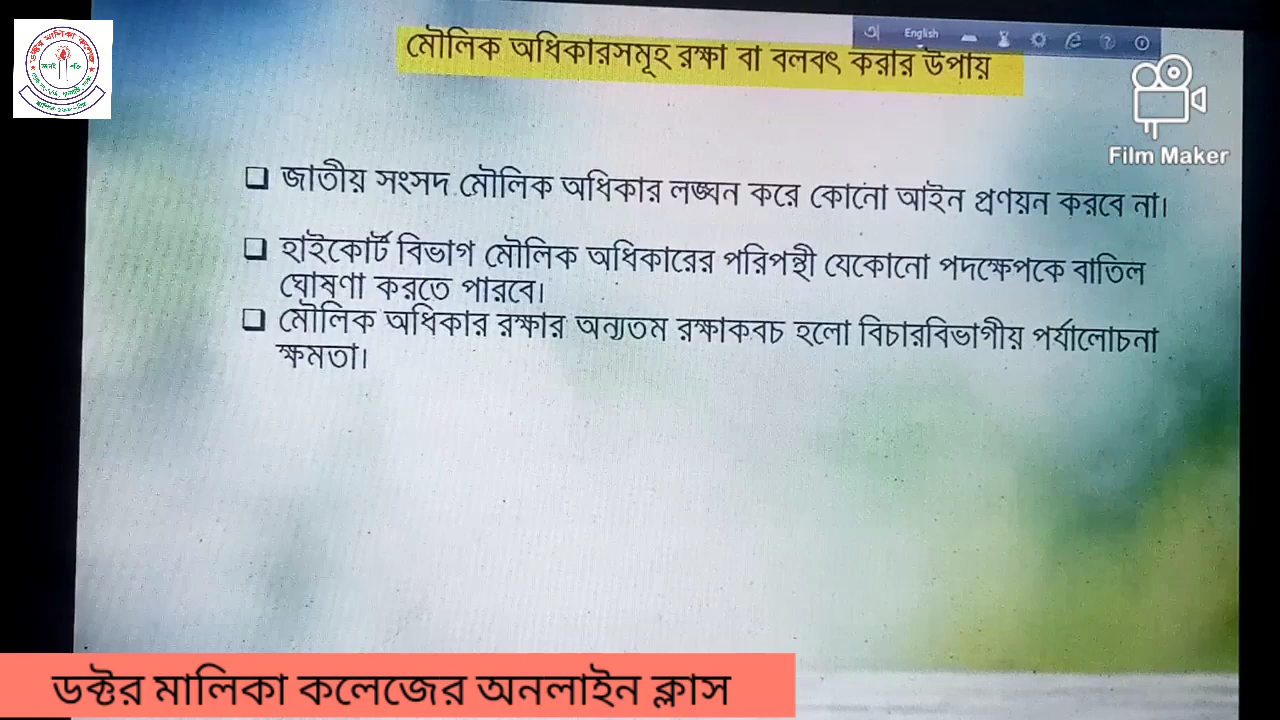 English
মৌলিক অধিকারসমূহ রক্ষা বা বলবৎ করার উপায়
Film Maker
❑ জাতীয় সংসদ মৌলিক অধিকার লঙ্ঘন করে কোনো আইন প্রণয়ন করবে না।
❑ হাইকোর্ট বিভাগ মৌলিক অধিকারের পরিপন্থী যেকোনো পদক্ষেপকে বাতিল
ঘোষণা করতে পারবে।
❑ মৌলিক অধিকার রক্ষার অন্যতম রক্ষাকবচ হলো বিচারবিভাগীয় পর্যালোচনা
ক্ষমতা।
ডক্টর মালিকা কলেজের অনলাইন ক্লাস